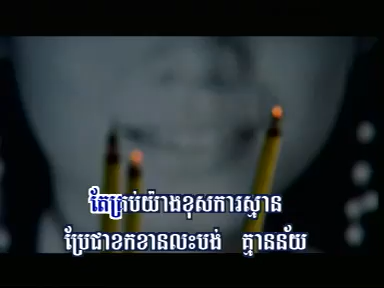 តែគ្រប់យ៉ាងខុសការស្មាន
ប្រែជាខកខានលះបង់ គ្មានន័យ